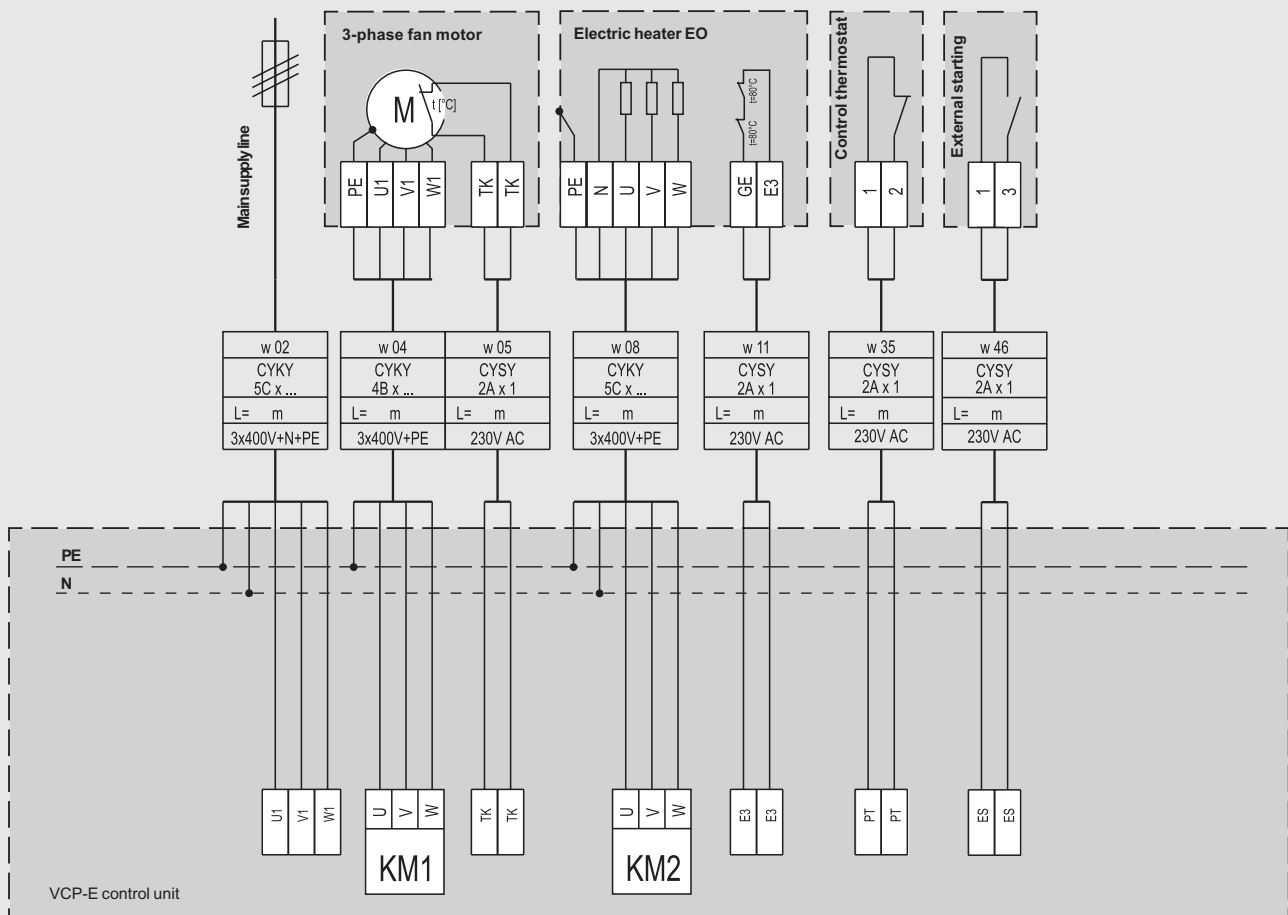 3-phase fan motor
Electric heater EO
Main supply line
Control thermostat
External starting
M
t [°C]
t=80°C
t=80°C
PE
U1
V1
W1
TK
TK
PE
N
U
V
W
GE
E3
1
2
1
3
w 02
CYKY
5C x ...
L= m
3x400V+N+PE
w 04
CYKY
4B x ...
L= m
3x400V+PE
w 05
CYSY
2A x 1
L= m
230V AC
w 08
CYKY
5C x ...
L= m
3x400V+PE
w 11
CYSY
2A x 1
L= m
230V AC
w 35
CYSY
2A x 1
L= m
230V AC
w 46
CYSY
2A x 1
L= m
230V AC
PE
N
U1
V1
W1
U
V
W
KM1
TK
TK
U
V
W
KM2
E3
E3
PT
PT
ES
ES
VCP-E control unit